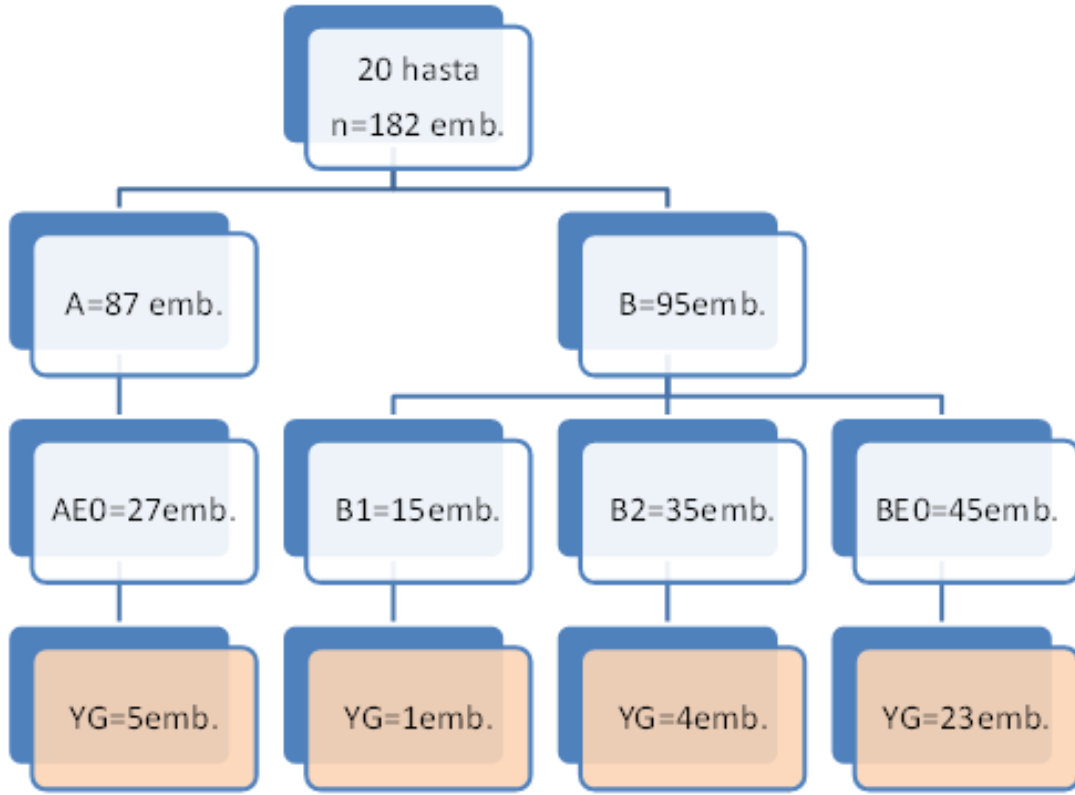 20 hasta
n=182 emb.
A=87 emb.
B=95emb.
AE0=27emb.
B1=15emb.
B2=35emb.
BE0=45emb.
YG=5emb.
YG=1emb.
YG=4emb.
YG=23emb.